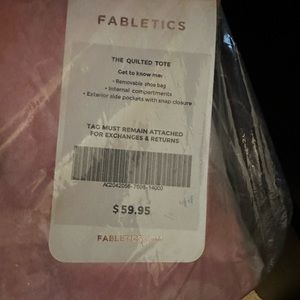 FABLETICS
THE QUILTED TOTE
Get to know me:
• Removable shoe bag
• Internal compartments
• Exterior side pockets with snap closure
TAG MUST REMAIN ATTACHED
FOR EXCHANGES & RETURNS
$59.95
FABLETICS